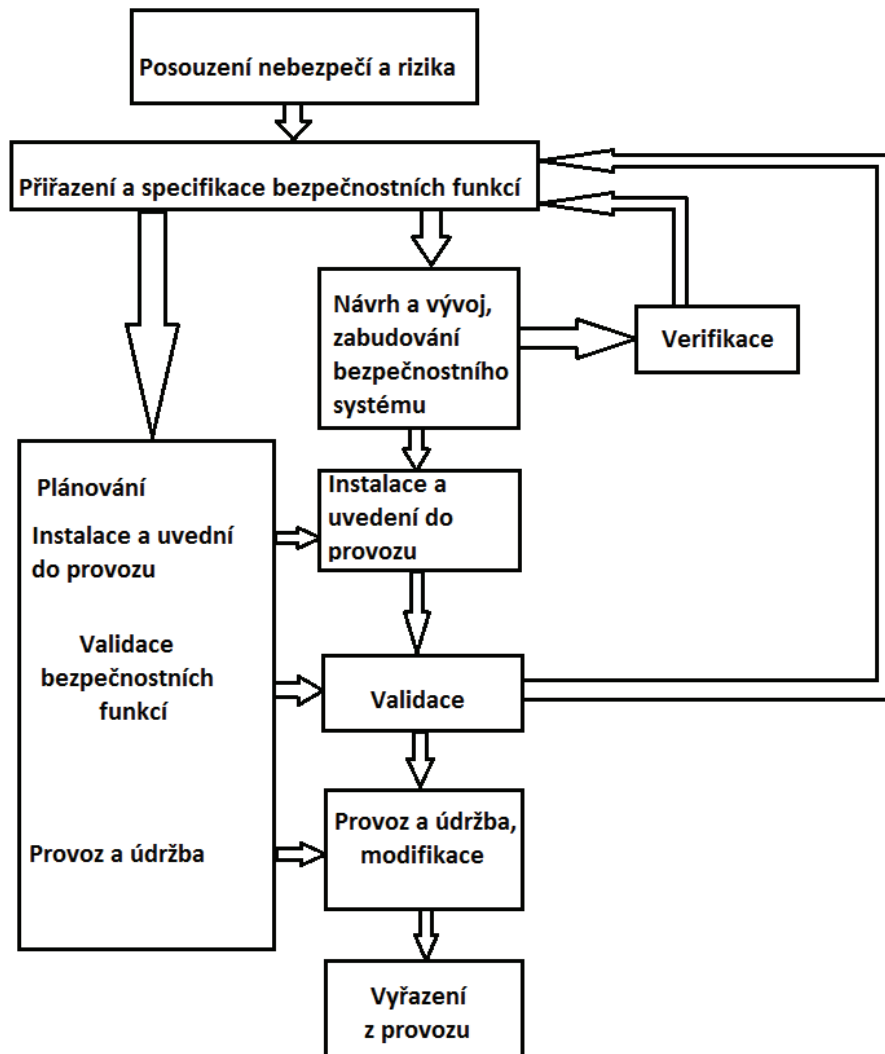 Posouzení nebezpečí a rizika
Přiřazení a specifikace bezpečnostních funkcí
Návrh a vývoj,
zabudování
bezpečnostního
systému
Verifikace
Plánování
Instalace a uvední
do provozu
Validace
bezpečnostních
funkcí
Provoz a údržba
Instalace a
uvedení do
provozu
Validace
Provoz a údržba,
modifikace
Vyřazení
z provozu